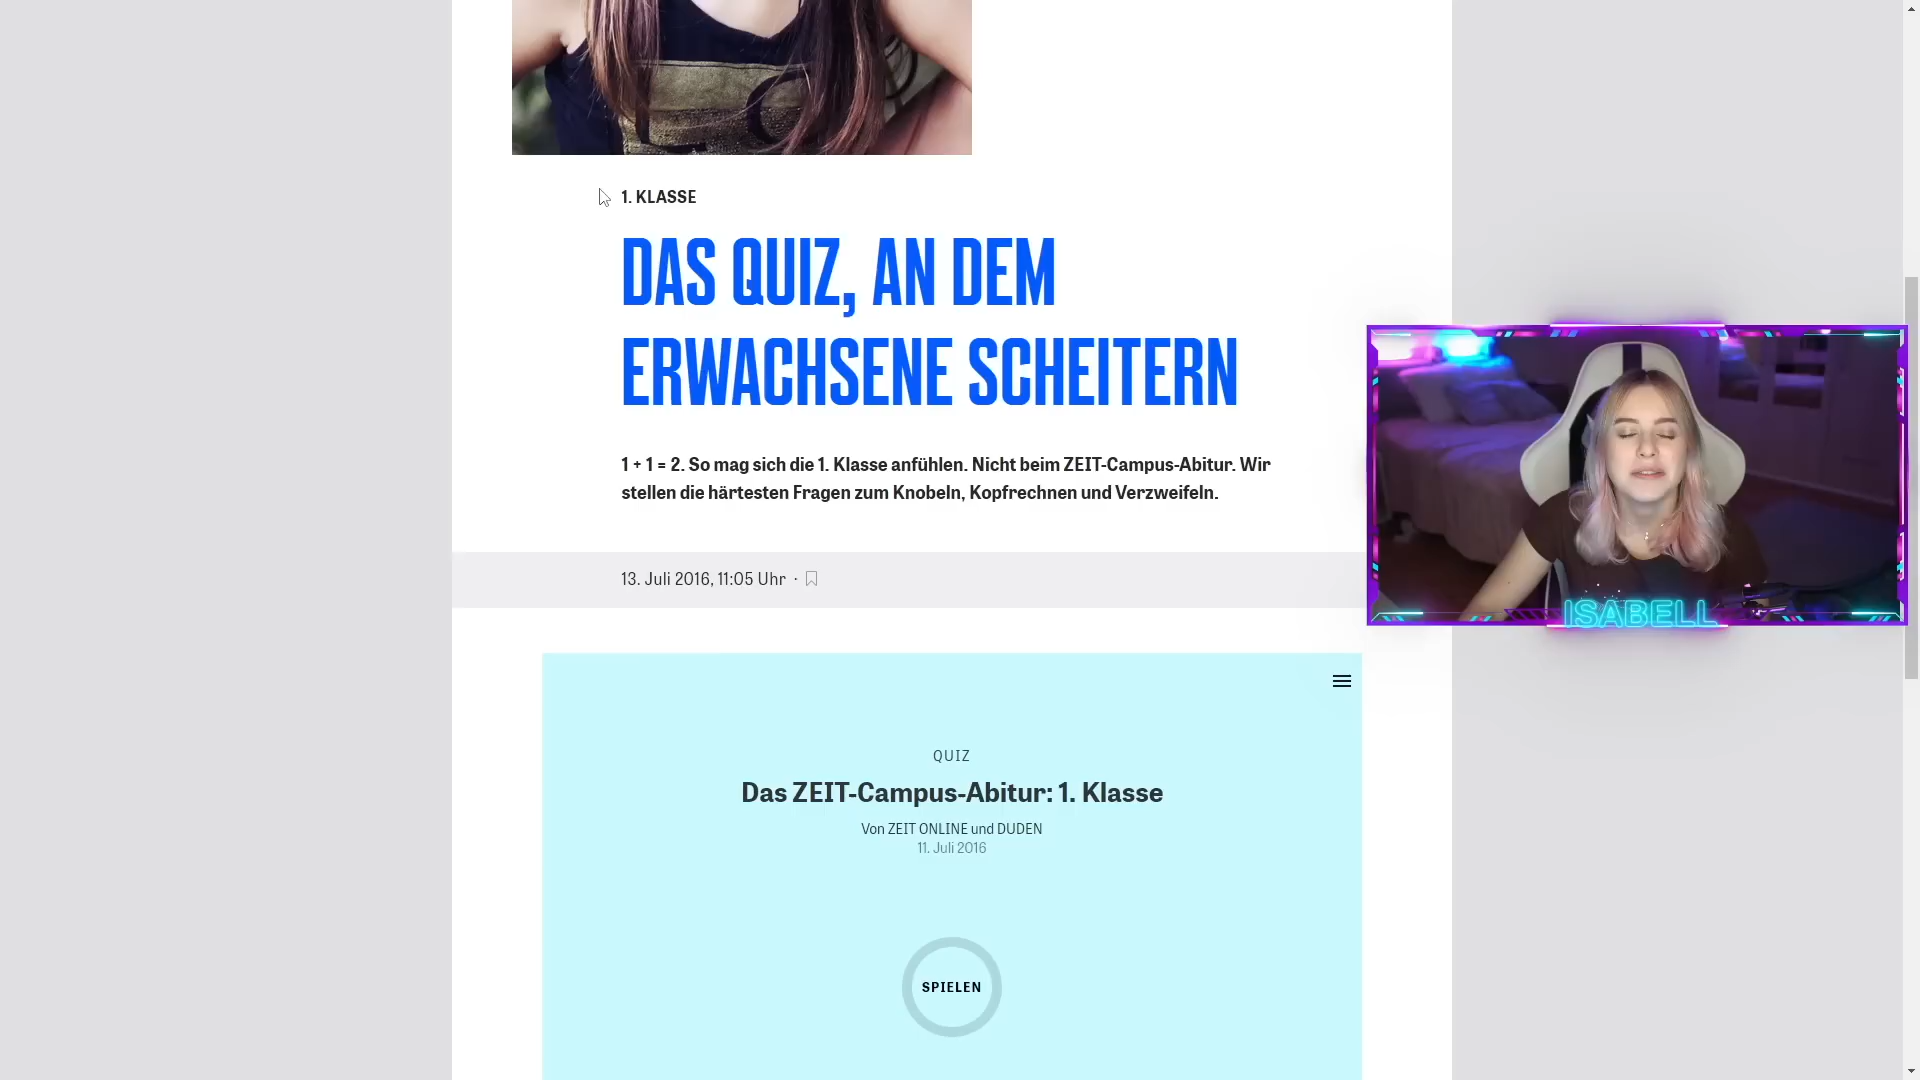 1. KLASSE
DAS QUIZ, AN DEM
ERWACHSENE SCHEITERN
1 + 1 = 2. So mag sich die 1. Klasse anfühlen. Nicht beim ZEIT-Campus-Abitur. Wir
stellen die härtesten Fragen zum Knobeln, Kopfrechnen und Verzweifeln.
13. Juli 2016, 11:05 Uhr ·
ISABELL
QUIZ
Das ZEIT-Campus-Abitur: 1. Klasse
Von ZEIT ONLINE und DUDEN
11. Juli 2016
SPIELEN